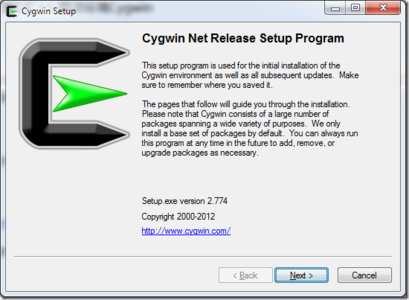 Cygwin Setup
Cygwin Net Release Setup Program
This setup program is used for the initial installation of the
Cygwin environment as well as all subsequent updates.  Make
sure to remember where you saved it.
The pages that follow will guide you through the installation.
Please note that Cygwin consists of a large number of
packages spanning a wide variety of purposes.  We only
install a base set of packages by default.  You can always run
this program at any time in the future to add, remove, or
upgrade packages as necessary.
Setup.exe version 2.774
Copyright 2000-2012
http://www.cygwin.com/
< Back
Next >
Cancel